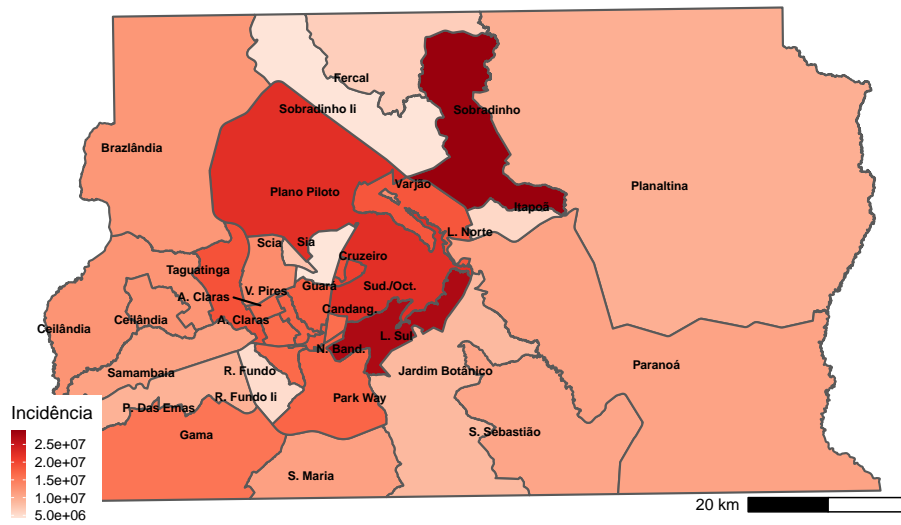 Fercal
Sobradinho Ii
Sobradinho
Brazlândia
Plano Piloto
Varjão
Planaltina
Itapoã
L. Norte
Scia
Sia
Cruzeiro
Taguatinga
V. Pires
Guará
Sud./Oct.
A. Claras
Candang.
Ceilândia
Ceilândia
A. Claras
L. Sul
N. Band.
Samambaia
R. Fundo
Jardim Botânico
Paranoá
R. Fundo Ii
Park Way
P. Das Emas
Gama
S. Sebastião
S. Maria
Incidência
2.5e+07
2.0e+07
1.5e+07
1.0e+07
5.0e+06
20 km